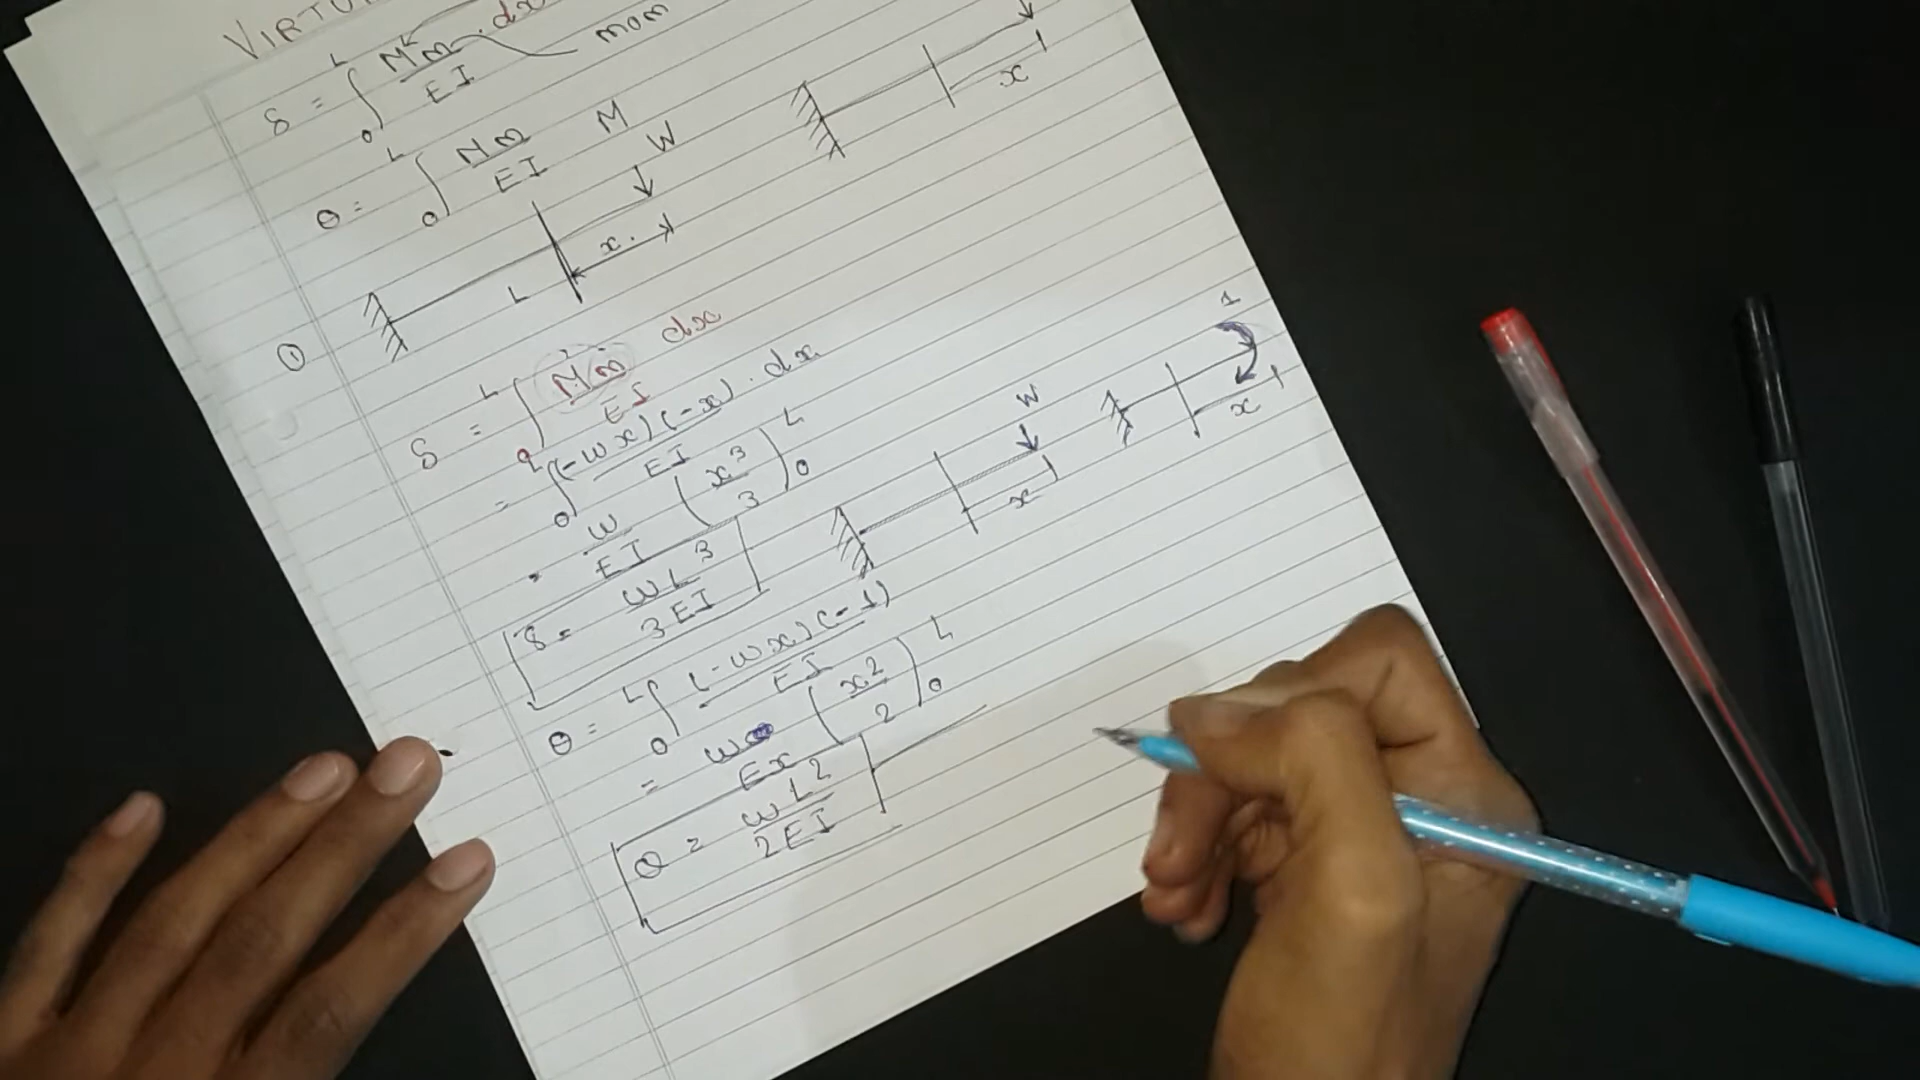 VIRTU
δ = ∫₀ᴸ Mm/EI .dx
mom
θ = ∫₀ᴸ Mm/EI
M
W
x
x.
L
①
δ = ∫₀ᴸ Mm/EI dx
= ∫₀ᴸ (-wx)(-x)/EI . dx
= w/EI (x³/3)₀ᴸ
δ = wL³/3EI
W
x
1
x
θ = ∫₀ᴸ (-wx)(-1)/EI
= w/EI (x²/2)₀ᴸ
θ = wL²/2EI